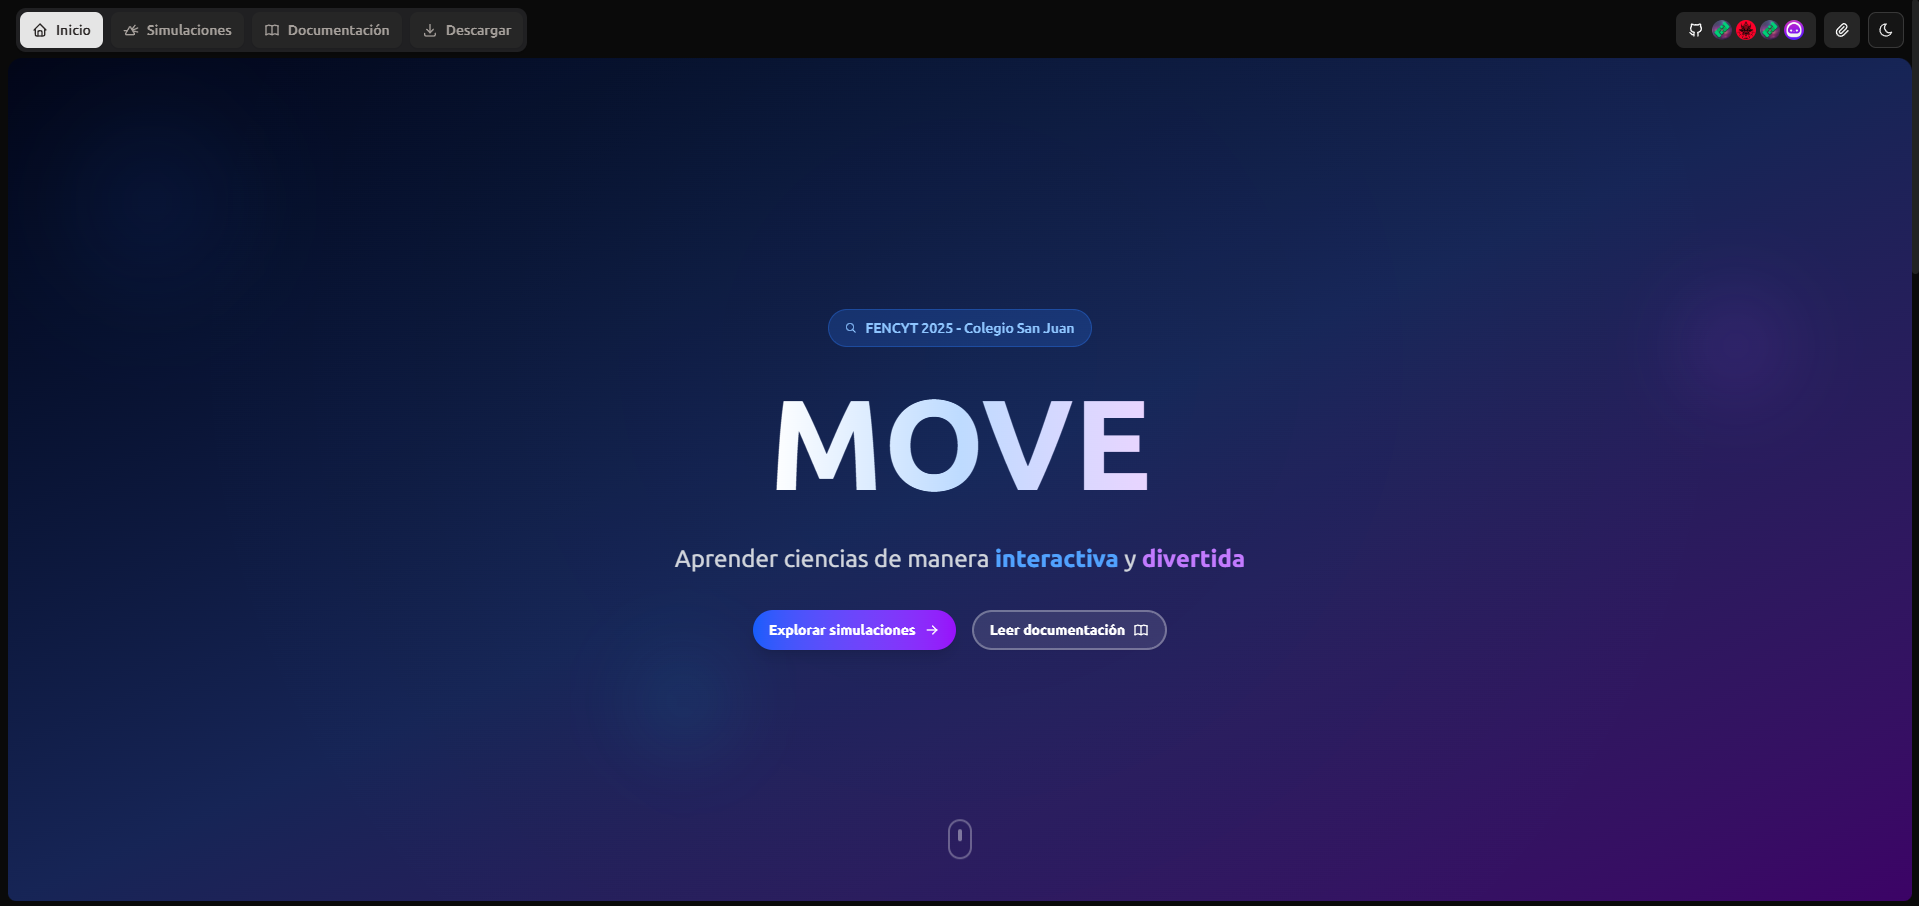 Inicio
Simulaciones
Documentación
Descargar
FENCYT 2025 - Colegio San Juan
MOVE
Aprender ciencias de manera interactiva y divertida
Explorar simulaciones
Leer documentación